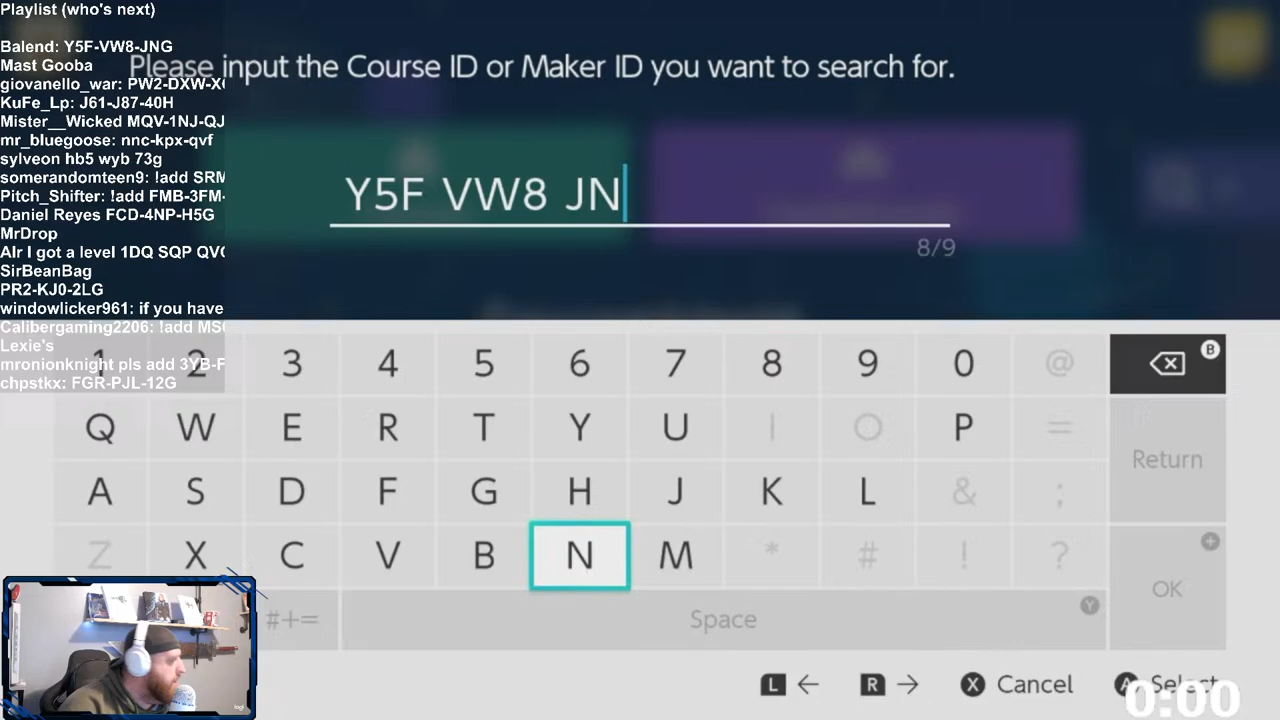 Playlist (who's next)
Balend: Y5F-VW8-JNG
Mast Gooba
giovanello_war: PW2-DXW-X
KuFe_Lp: J61-J87-40H
Mister__Wicked MQV-1NJ-QJ
mr_bluegoose: nnc-kpx-qvf
sylveon hb5 wyb 73g
somerandomteen9: !add SRM
Pitch_Shifter: !add FMB-3FM-
Daniel Reyes FCD-4NP-H5G
MrDrop
Alr I got a level 1DQ SQP QV
SirBeanBag
PR2-KJ0-2LG
windowlicker961: if you have
Calibergaming2206: !add MS
Lexie's
mronionknight pls add 3YB-F
chpstkx: FGR-PJL-12G
Please input the Course ID or Maker ID you want to search for.
Y5F VW8 JN
8/9
1 2 3 4 5 6 7 8 9 0 @ B
Q W E R T Y U I O P =
Return
A S D F G H J K L & ;
Z X C V B N M * # ! ? +
OK
#+= Space Y
L ← R → X Cancel A Select
0:00